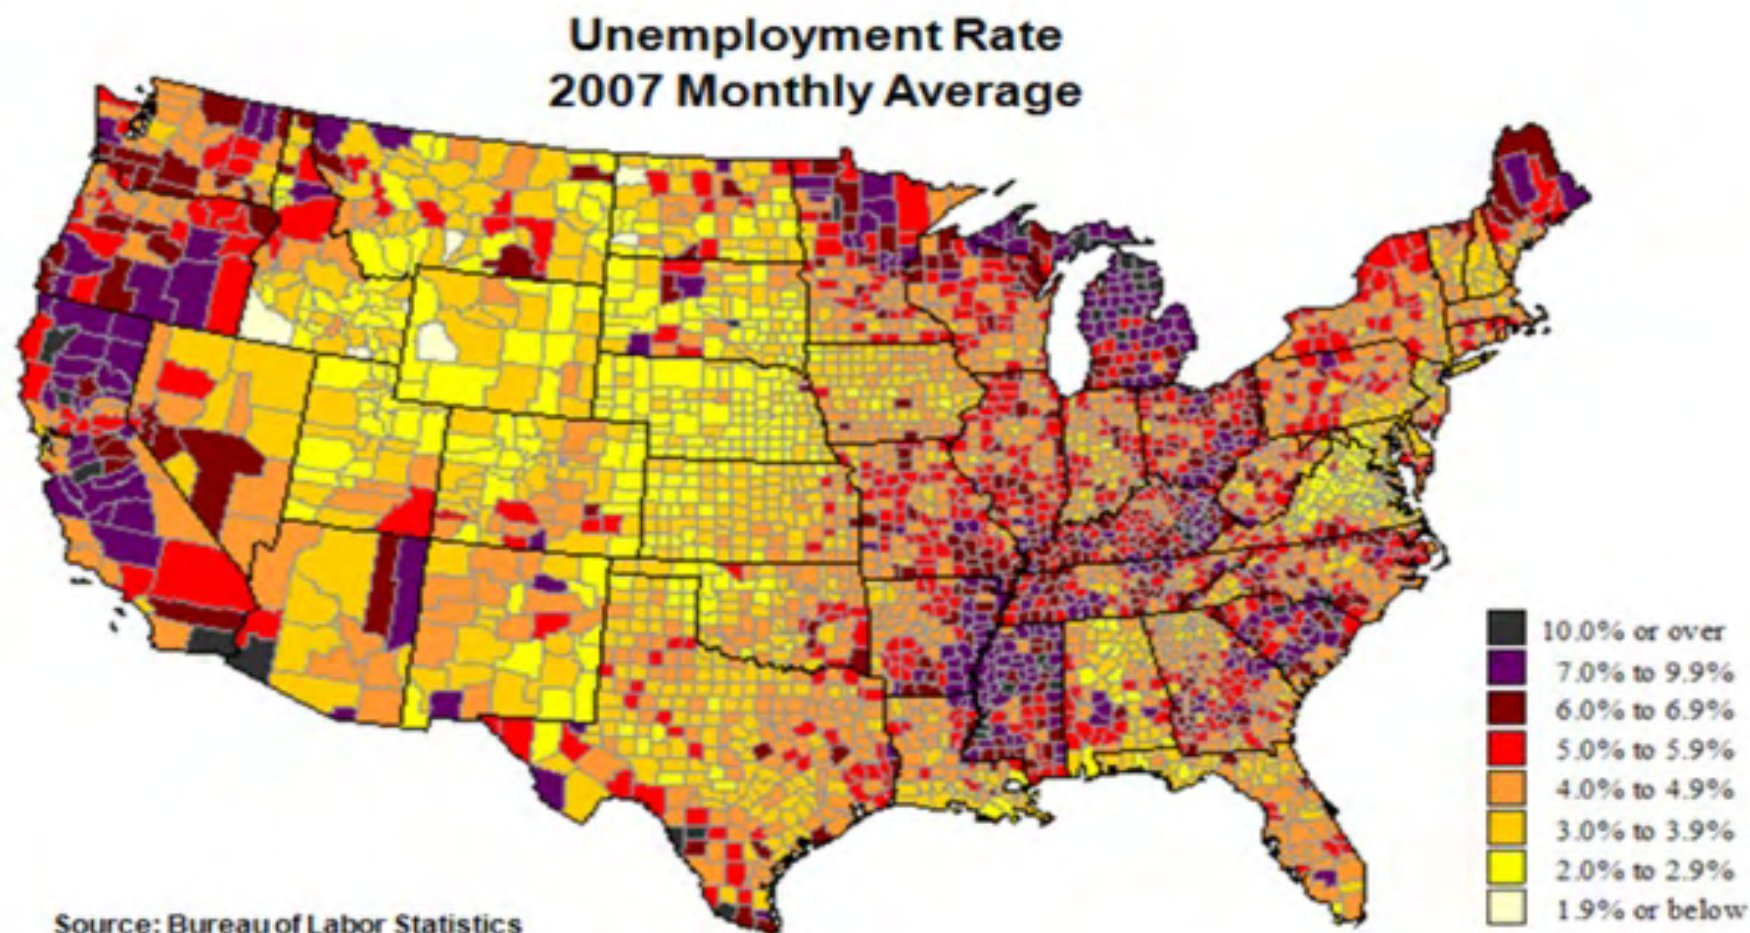 Unemployment Rate
2007 Monthly Average
10.0% or over
7.0% to 9.9%
6.0% to 6.9%
5.0% to 5.9%
4.0% to 4.9%
3.0% to 3.9%
2.0% to 2.9%
1.9% or below
Source: Bureau of Labor Statistics